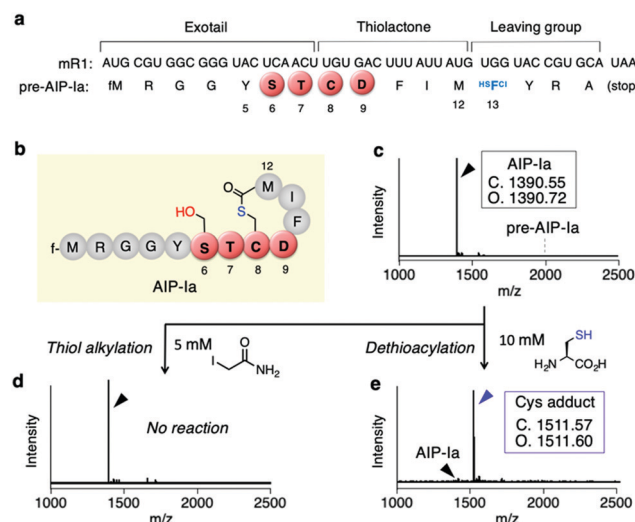 a
Exotail Thiolactone Leaving group
mR1: AUG CGU GGC GGG UAC UCA ACU UGU GAC UUU AUU AUG UGG UAC CGU GCA UAA
pre-AIP-Ia: fM R G G Y S T C D F I M HSFCl Y R A (stop)
5 6 7 8 9 12 13
b
12
O M I
HO S F
f- M R G G Y S T C D
6 7 8 9
AIP-Ia
c
Intensity
AIP-Ia
C. 1390.55
O. 1390.72
pre-AIP-Ia
1000 1500 2000 2500
m/z
Thiol alkylation 5 mM
I O NH2
Dethioacylation 10 mM
SH
H2N CO2H
d
Intensity
No reaction
1000 1500 2000 2500
m/z
e
Intensity
Cys adduct
C. 1511.57
O. 1511.60
AIP-Ia
1000 1500 2000 2500
m/z